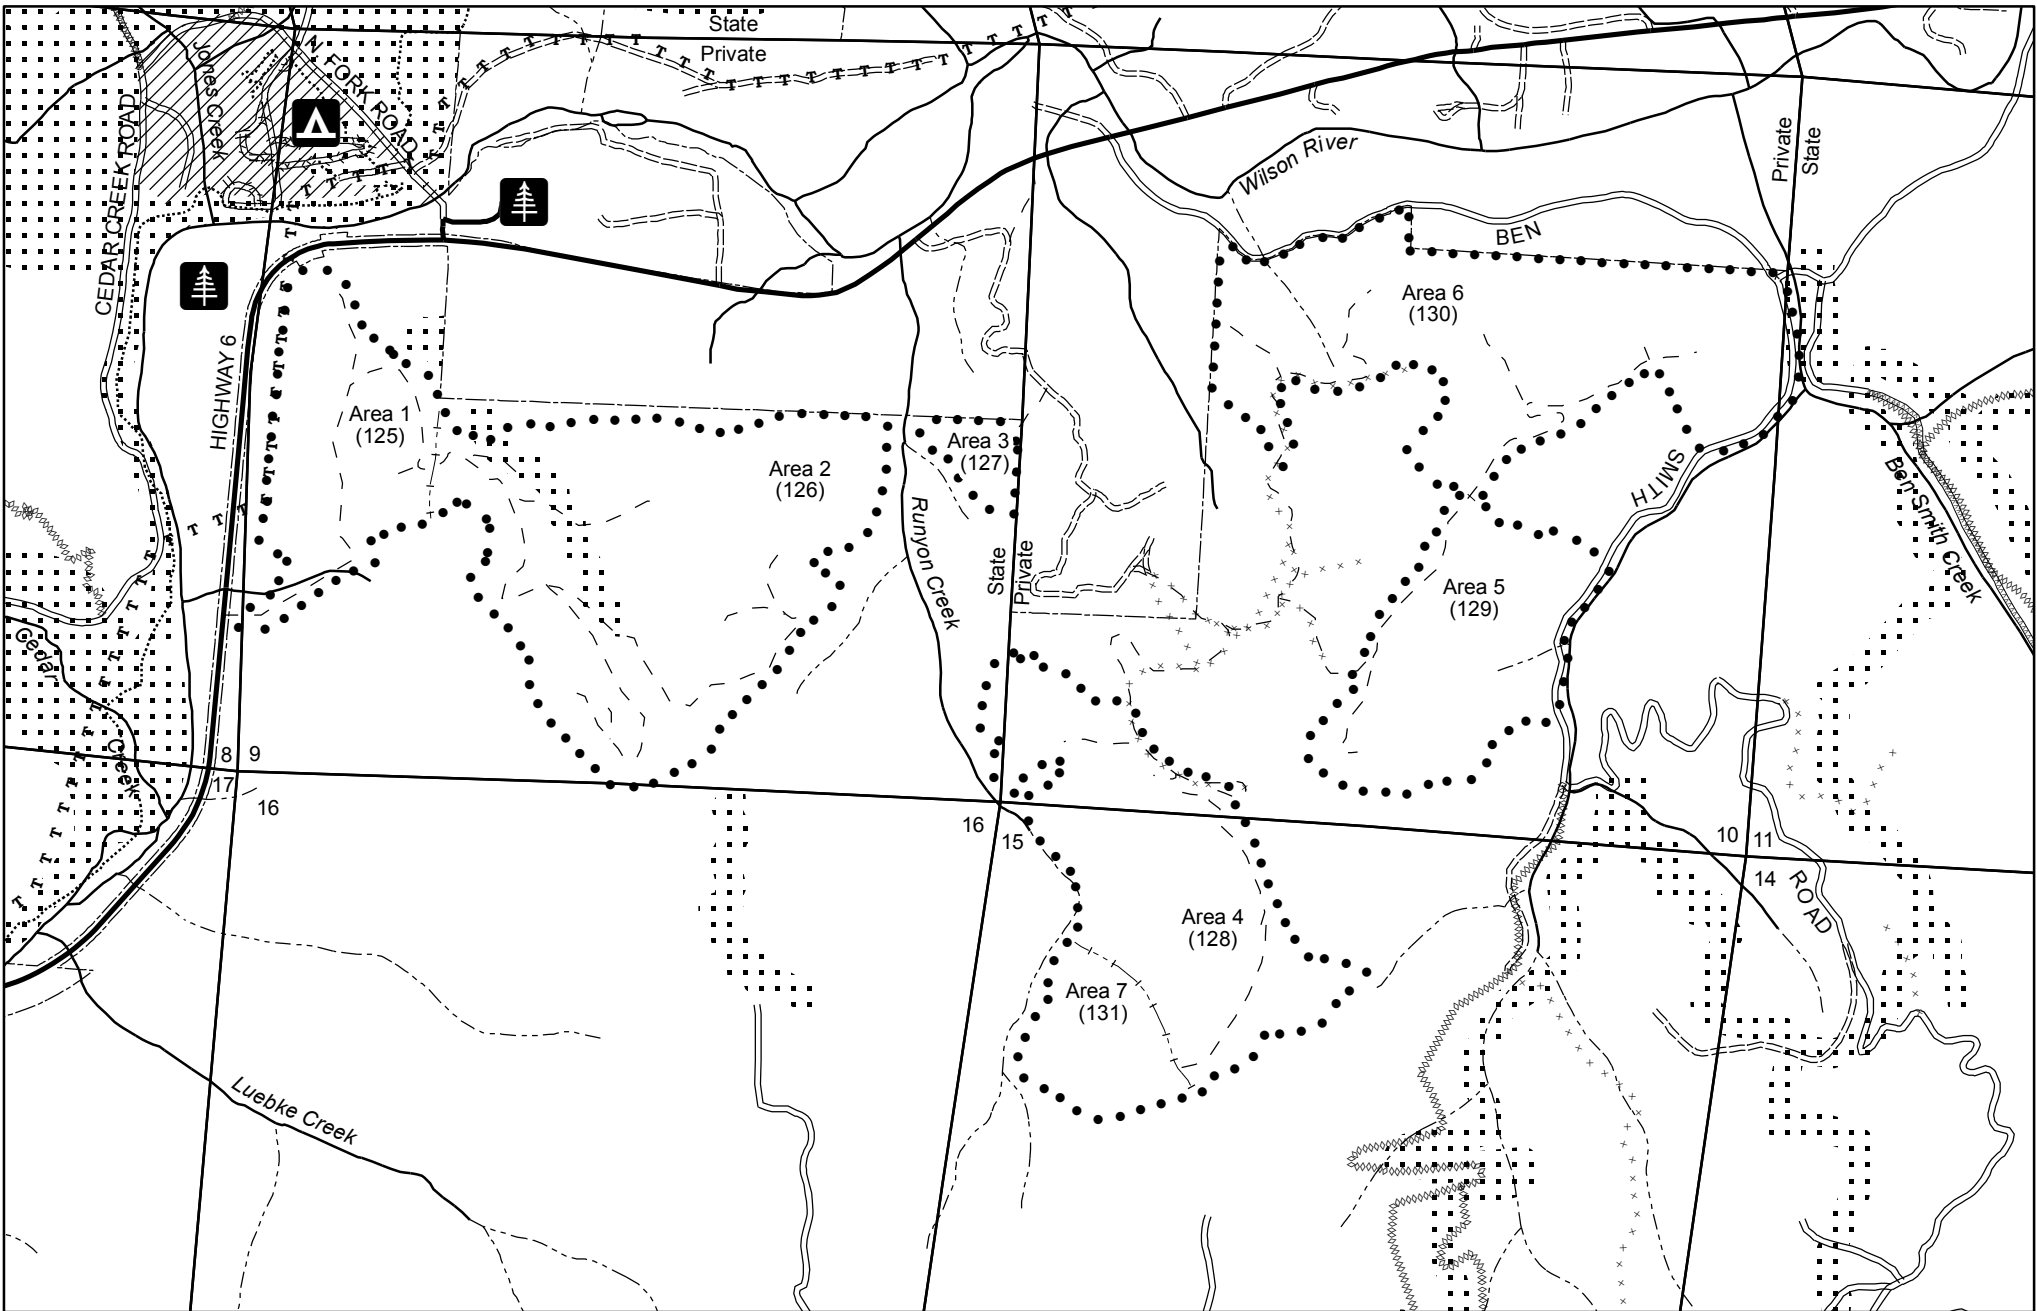 State
Private
Jones Creek
N FORK ROAD
CEDAR CREEK ROAD
Wilson River
Private
State
BEN
HIGHWAY 6
Area 6
(130)
Area 1
(125)
Area 2
(126)
Area 3
(127)
Runyon Creek
State
Private
SMITH
Ben Smith Creek
Area 5
(129)
Cedar
Creek
8 9
17
16
16
15
10 11
14
ROAD
Area 4
(128)
Area 7
(131)
Luebke Creek
T T T T T T T T T T T T T T T T T T T T